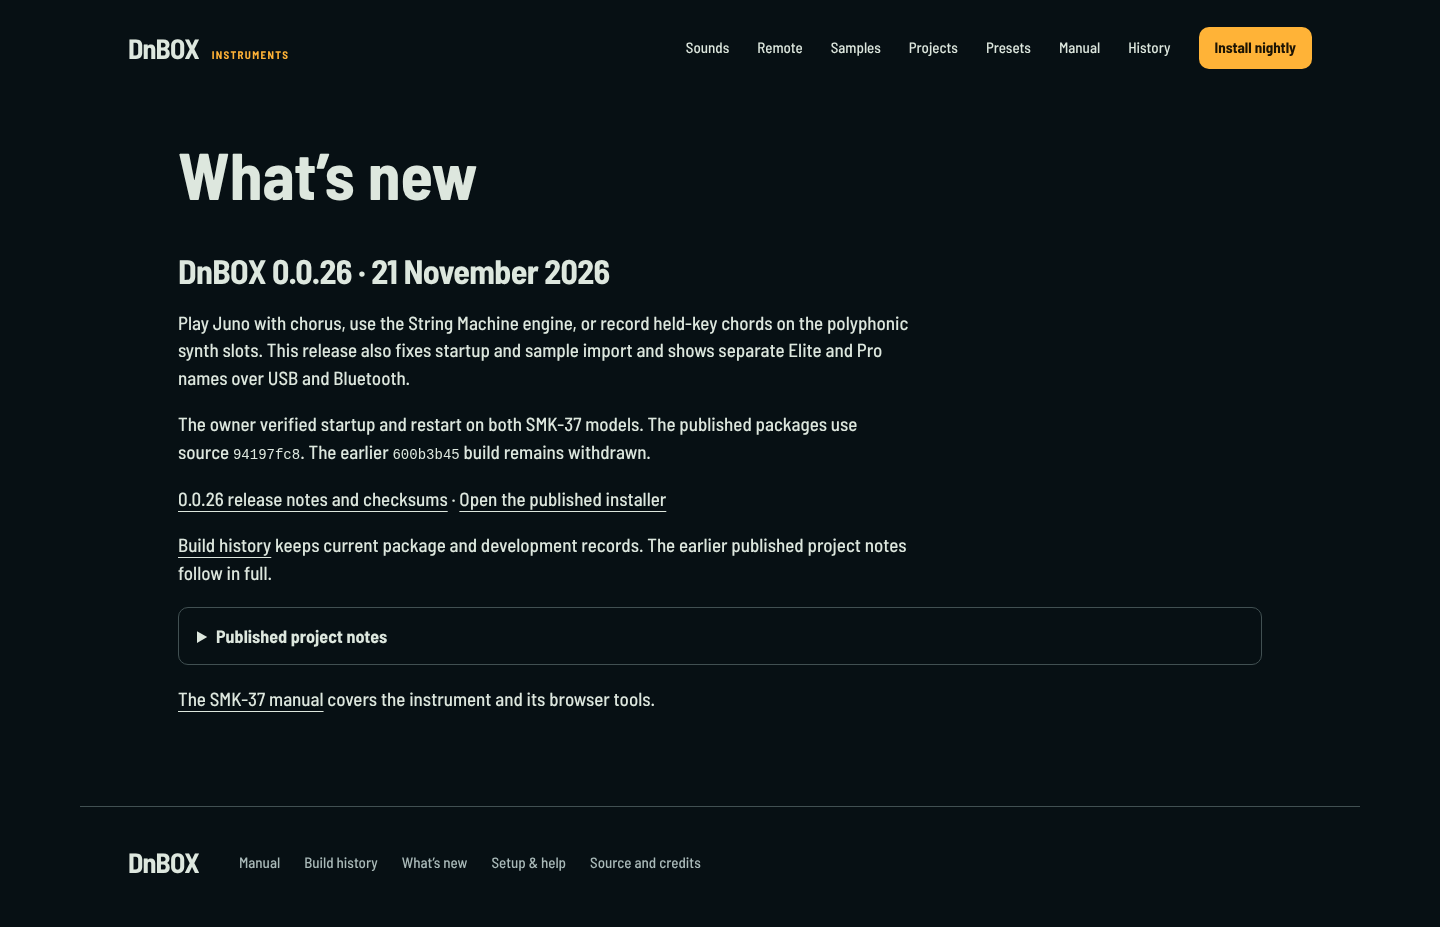 DnBOX INSTRUMENTS
Sounds Remote Samples Projects Presets Manual History Install nightly
What’s new
DnBOX 0.0.26 · 21 November 2026
Play Juno with chorus, use the String Machine engine, or record held-key chords on the polyphonic
synth slots. This release also fixes startup and sample import and shows separate Elite and Pro
names over USB and Bluetooth.
The owner verified startup and restart on both SMK-37 models. The published packages use
source 94197fc8. The earlier 600b3b45 build remains withdrawn.
0.0.26 release notes and checksums · Open the published installer
Build history keeps current package and development records. The earlier published project notes
follow in full.
Published project notes
The SMK-37 manual covers the instrument and its browser tools.
DnBOX Manual Build history What’s new Setup & help Source and credits